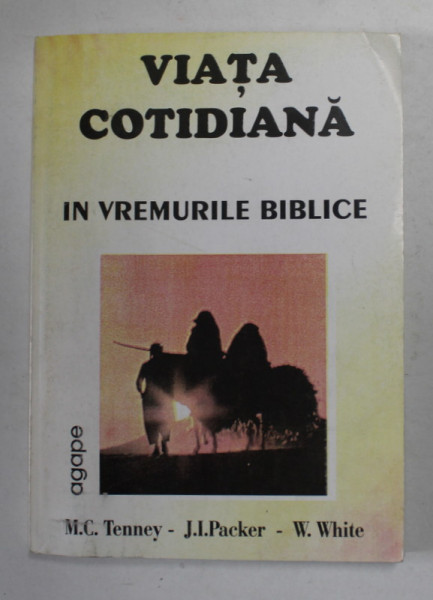 VIAȚA
COTIDIANĂ
IN VREMURILE BIBLICE
agape
M.C. Tenney - J.I.Packer - W. White